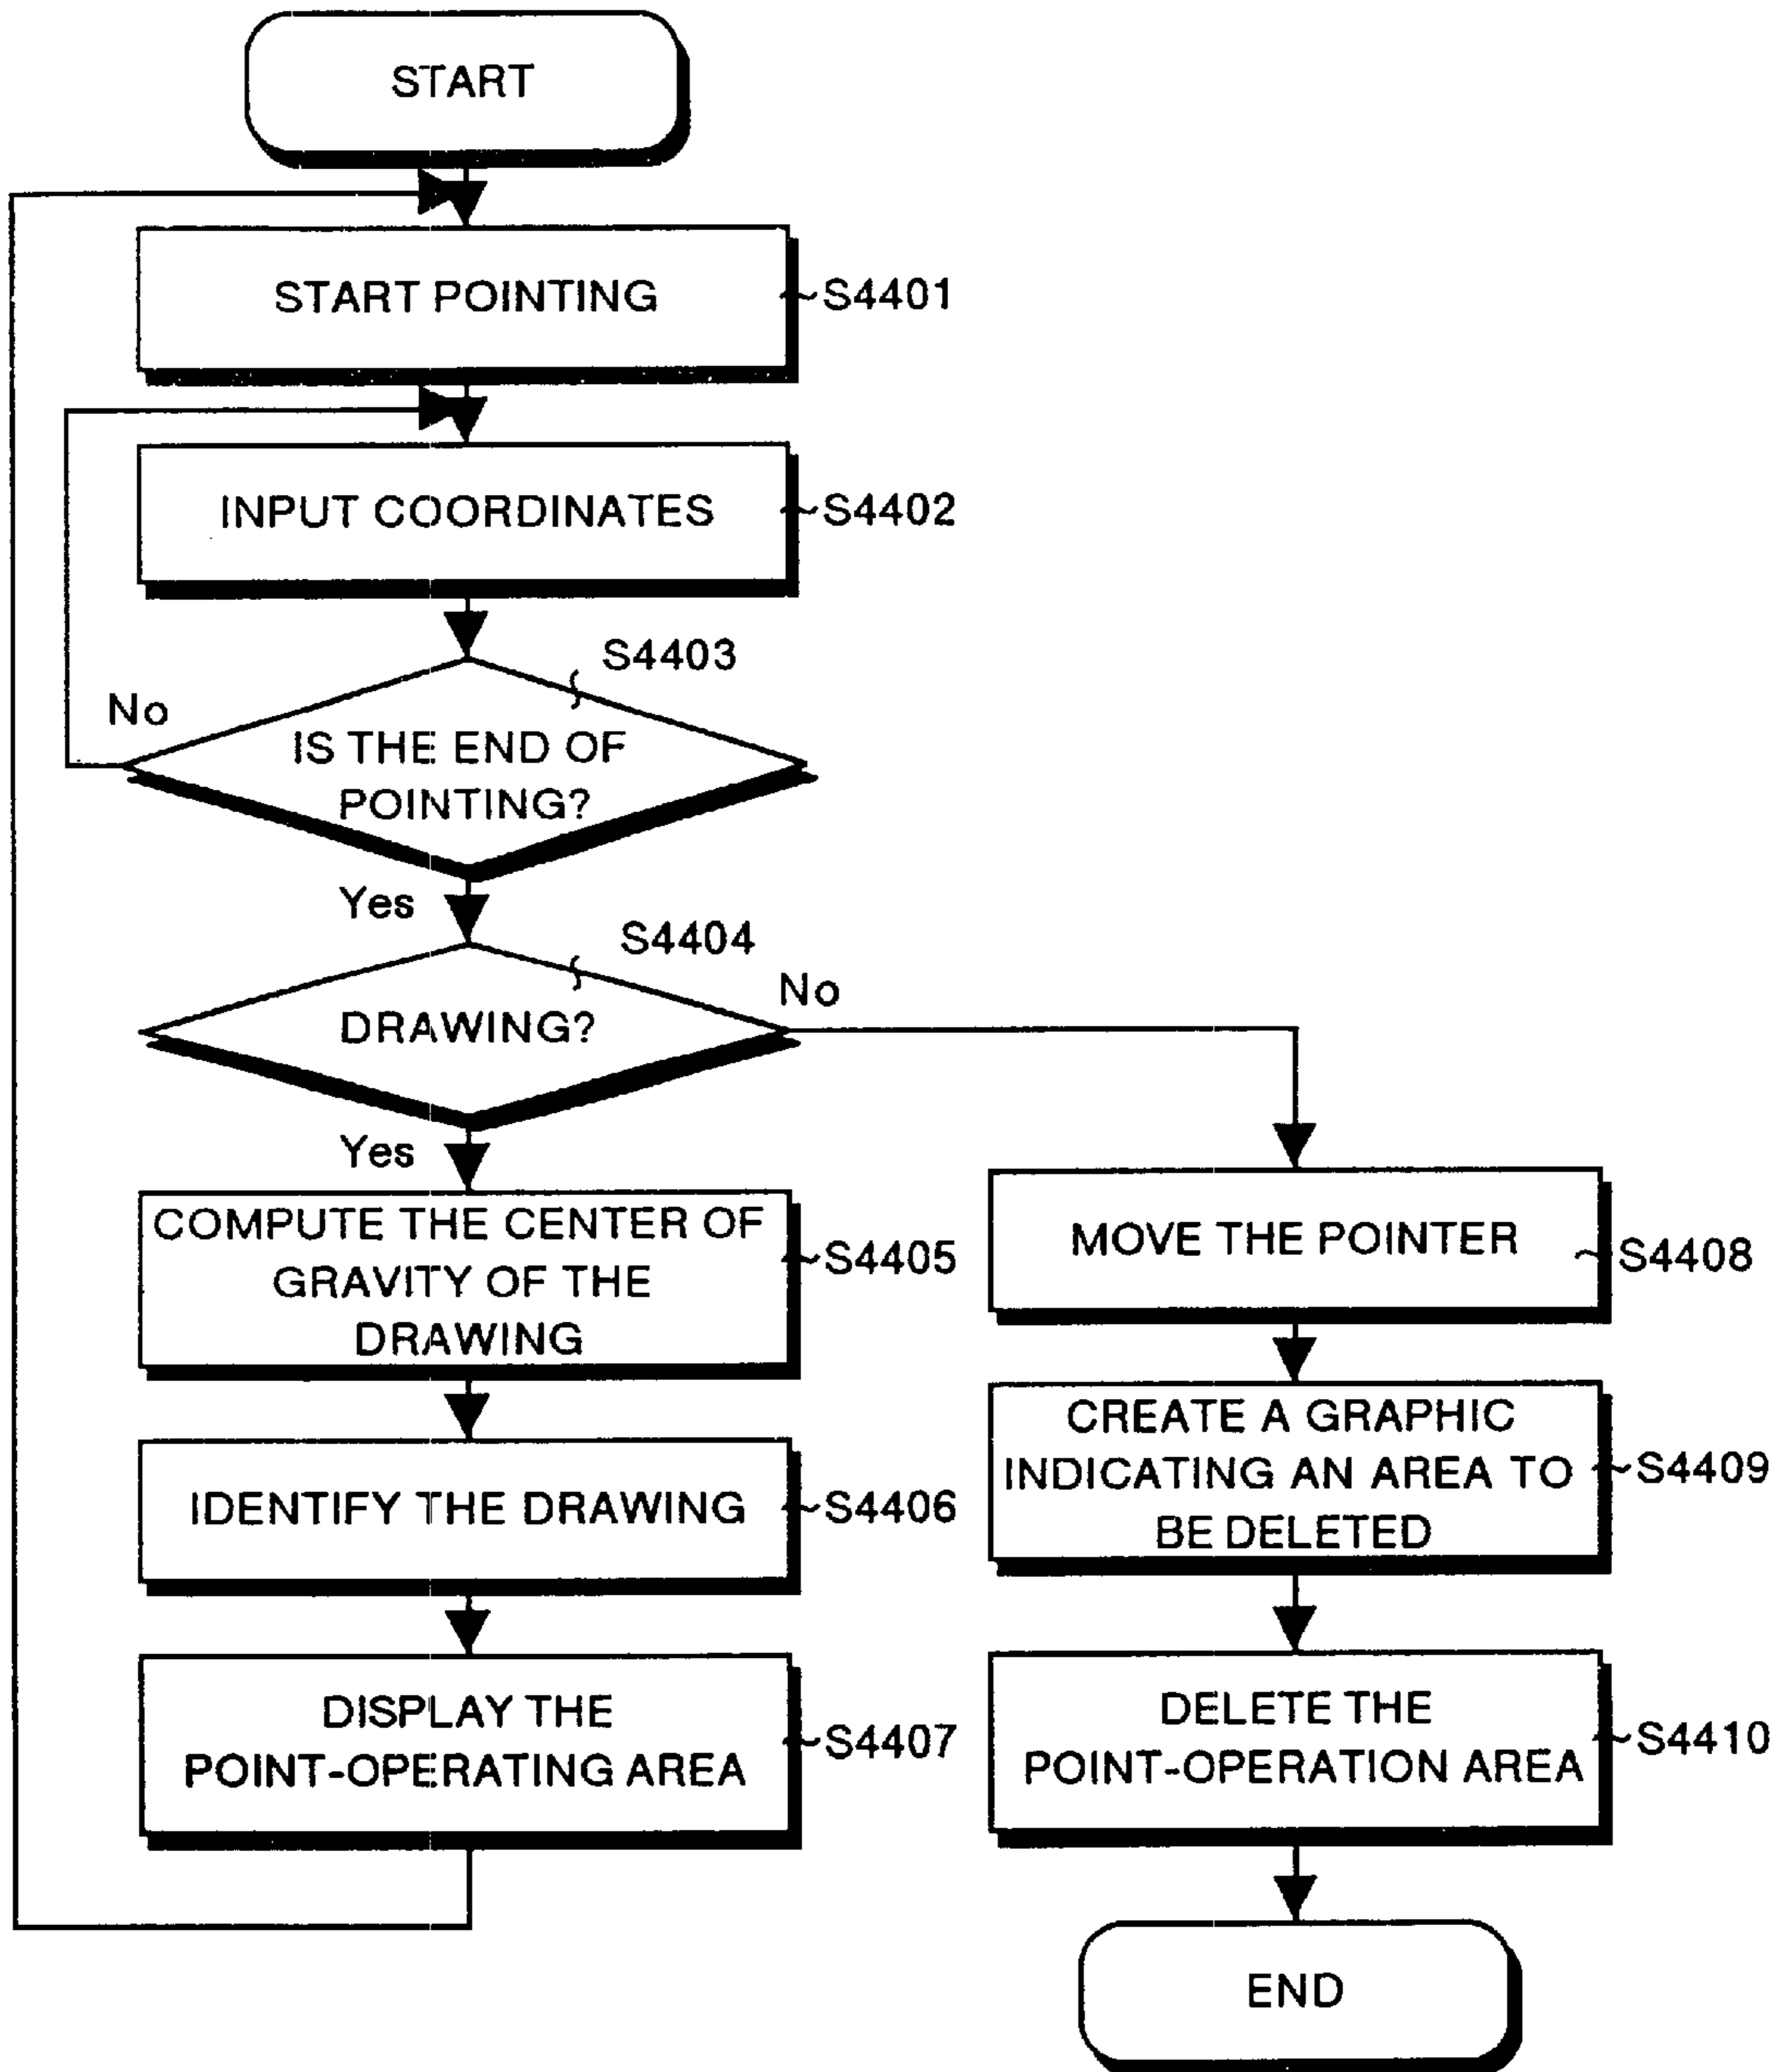 START
START POINTING
S4401
INPUT COORDINATES
S4402
S4403
No
IS THE END OF
POINTING?
Yes
S4404
No
DRAWING?
Yes
COMPUTE THE CENTER OF
GRAVITY OF THE
DRAWING
S4405
IDENTIFY THE DRAWING
S4406
DISPLAY THE
POINT-OPERATING AREA
S4407
MOVE THE POINTER
S4408
CREATE A GRAPHIC
INDICATING AN AREA TO
BE DELETED
S4409
DELETE THE
POINT-OPERATION AREA
S4410
END